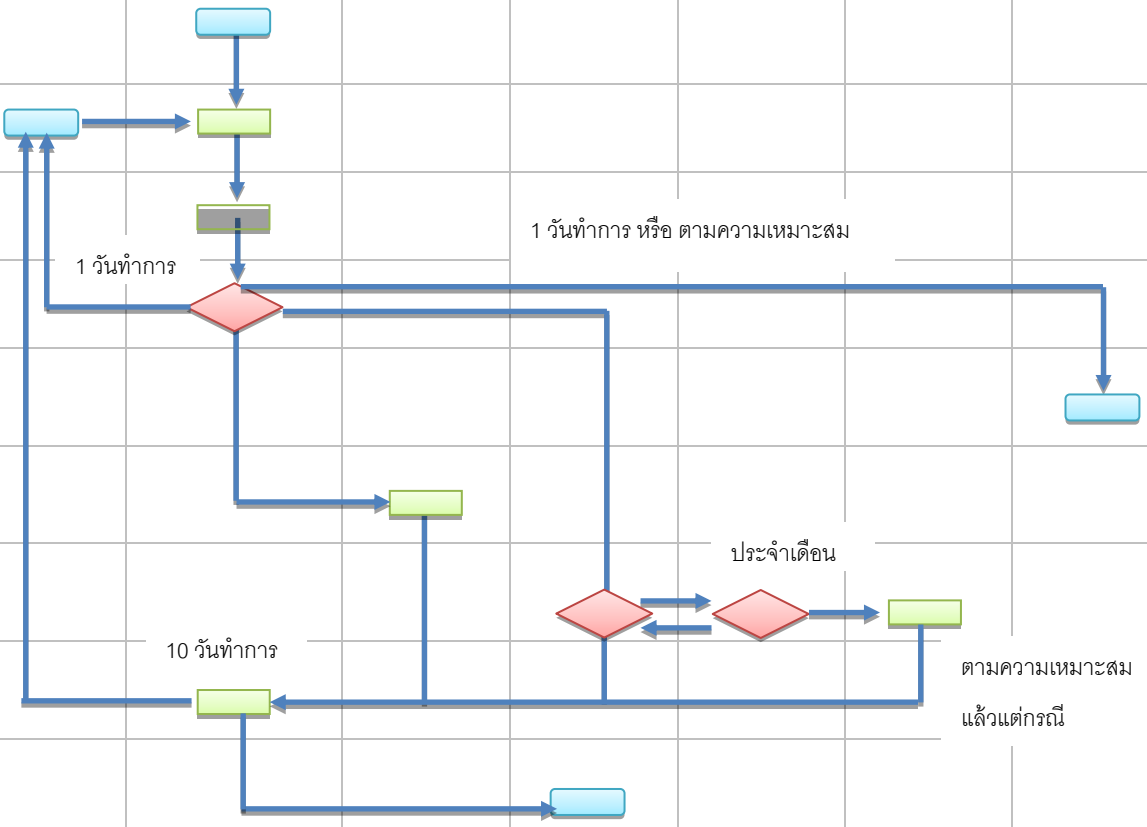 1 วันทำการ หรือ ตามความเหมาะสม
1 วันทำการ
ประจำเดือน
10 วันทำการ
ตามความเหมาะสม
แล้วแต่กรณี